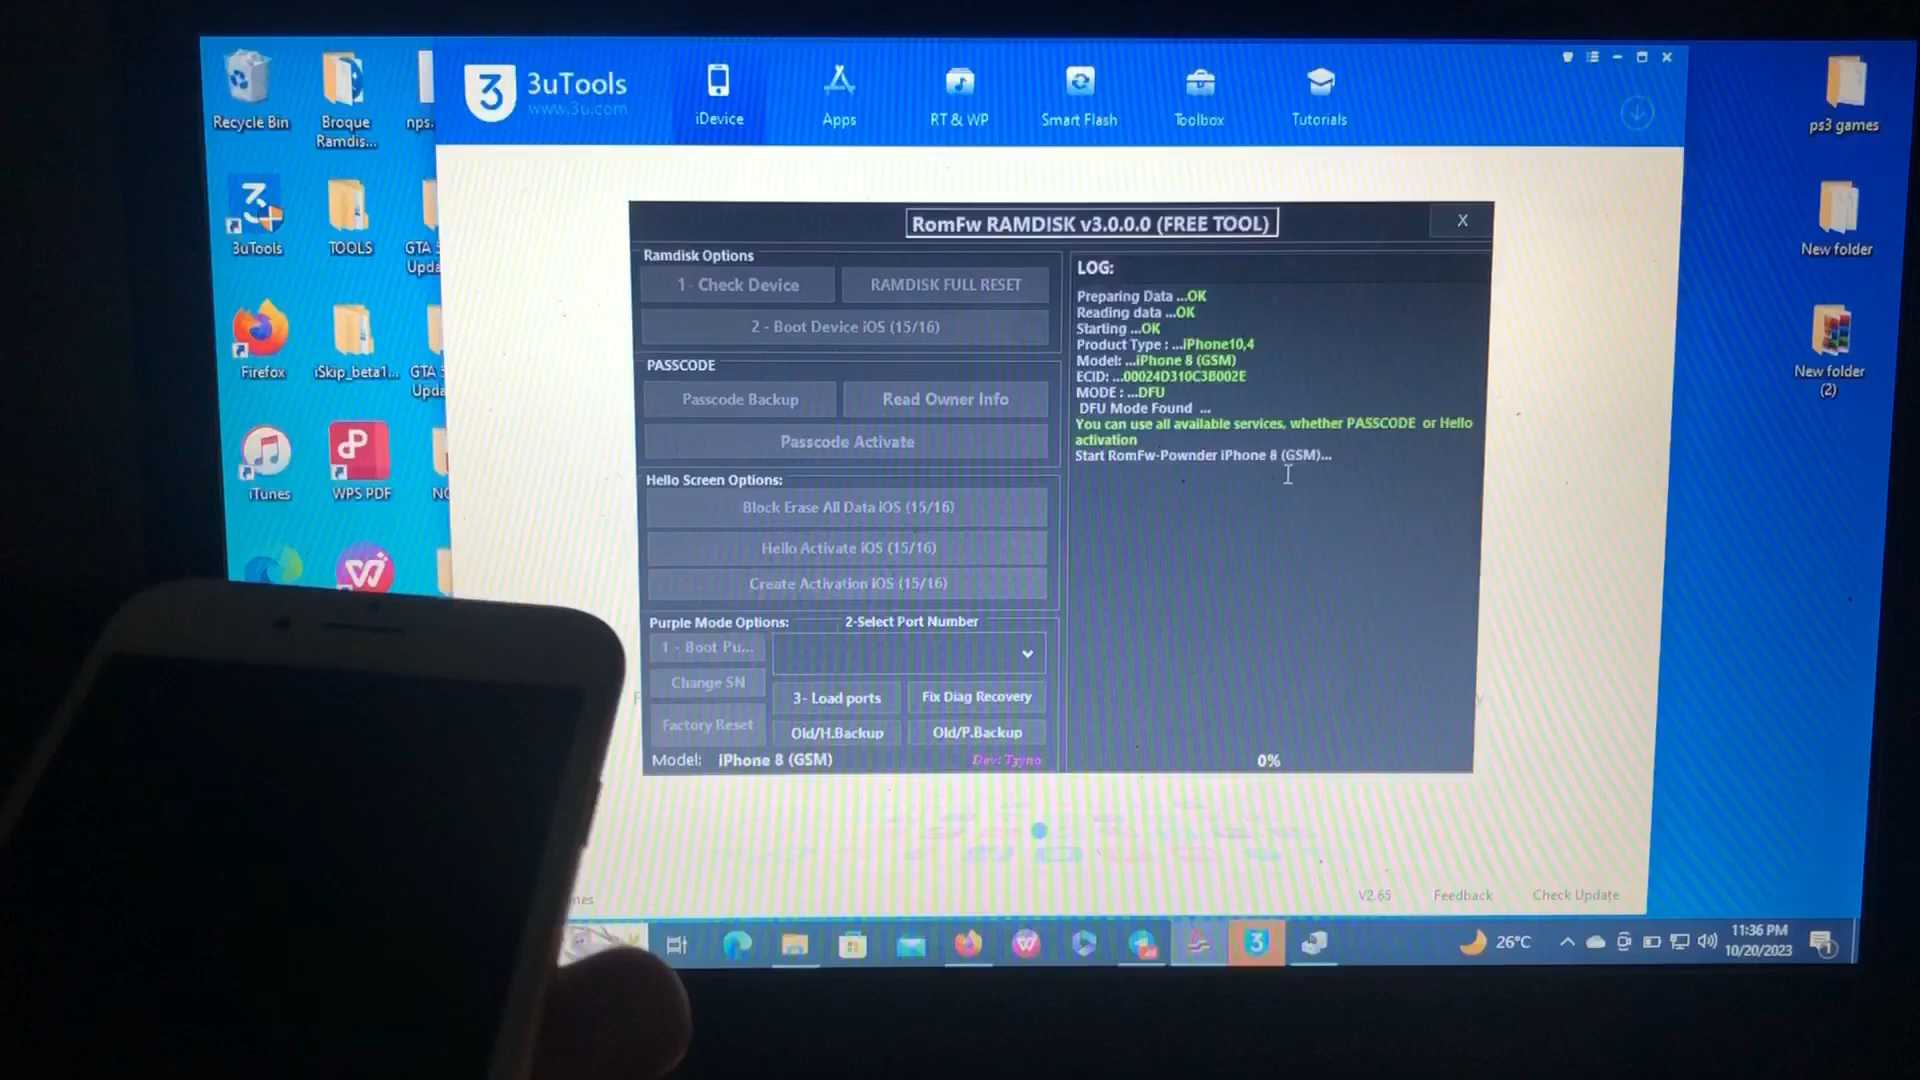 Recycle Bin
Broque
Ramdis...
nps.
3uTools
www.3u.com
iDevice
Apps
RT & WP
Smart Flash
Toolbox
Tutorials
ps3 games
3uTools
TOOLS
GTA
Upda
New folder
Firefox
iSkip_beta1...
GTA
Upda
New folder
(2)
iTunes
WPS PDF
RomFw RAMDISK v3.0.0.0 (FREE TOOL)
X
Ramdisk Options
1 - Check Device
RAMDISK FULL RESET
2 - Boot Device iOS (15/16)
PASSCODE
Passcode Backup
Read Owner Info
Passcode Activate
Hello Screen Options:
Block Erase All Data iOS (15/16)
Hello Activate iOS (15/16)
Create Activation iOS (15/16)
Purple Mode Options:
2-Select Port Number
1 - Boot Pu...
Change SN
3- Load ports
Fix Diag Recovery
Factory Reset
Old/H.Backup
Old/P.Backup
Model: iPhone 8 (GSM)
Dev: T3yno
LOG:
Preparing Data ...OK
Reading data ...OK
Starting ...OK
Product Type : ...iPhone10,4
Model: ...iPhone 8 (GSM)
ECID: ...00024D310C3B002E
MODE : ...DFU
DFU Mode Found ...
You can use all available services, whether PASSCODE or Hello
activation
Start RomFw-Pownder iPhone 8 (GSM)...
0%
V2.65
Feedback
Check Update
26°C
11:36 PM
10/20/2023